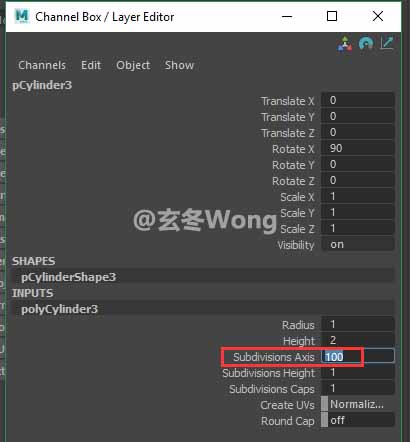 Channel Box / Layer Editor
Channels Edit Object Show
pCylinder3
Translate X 0
Translate Y 0
Translate Z 0
Rotate X 90
Rotate Y 0
Rotate Z 0
Scale X 1
Scale Y 1
Scale Z 1
Visibility on
@玄冬Wong
SHAPES
pCylinderShape3
INPUTS
polyCylinder3
Radius 1
Height 2
Subdivisions Axis 100
Subdivisions Height 1
Subdivisions Caps 1
Create UVs Normaliz...
Round Cap off